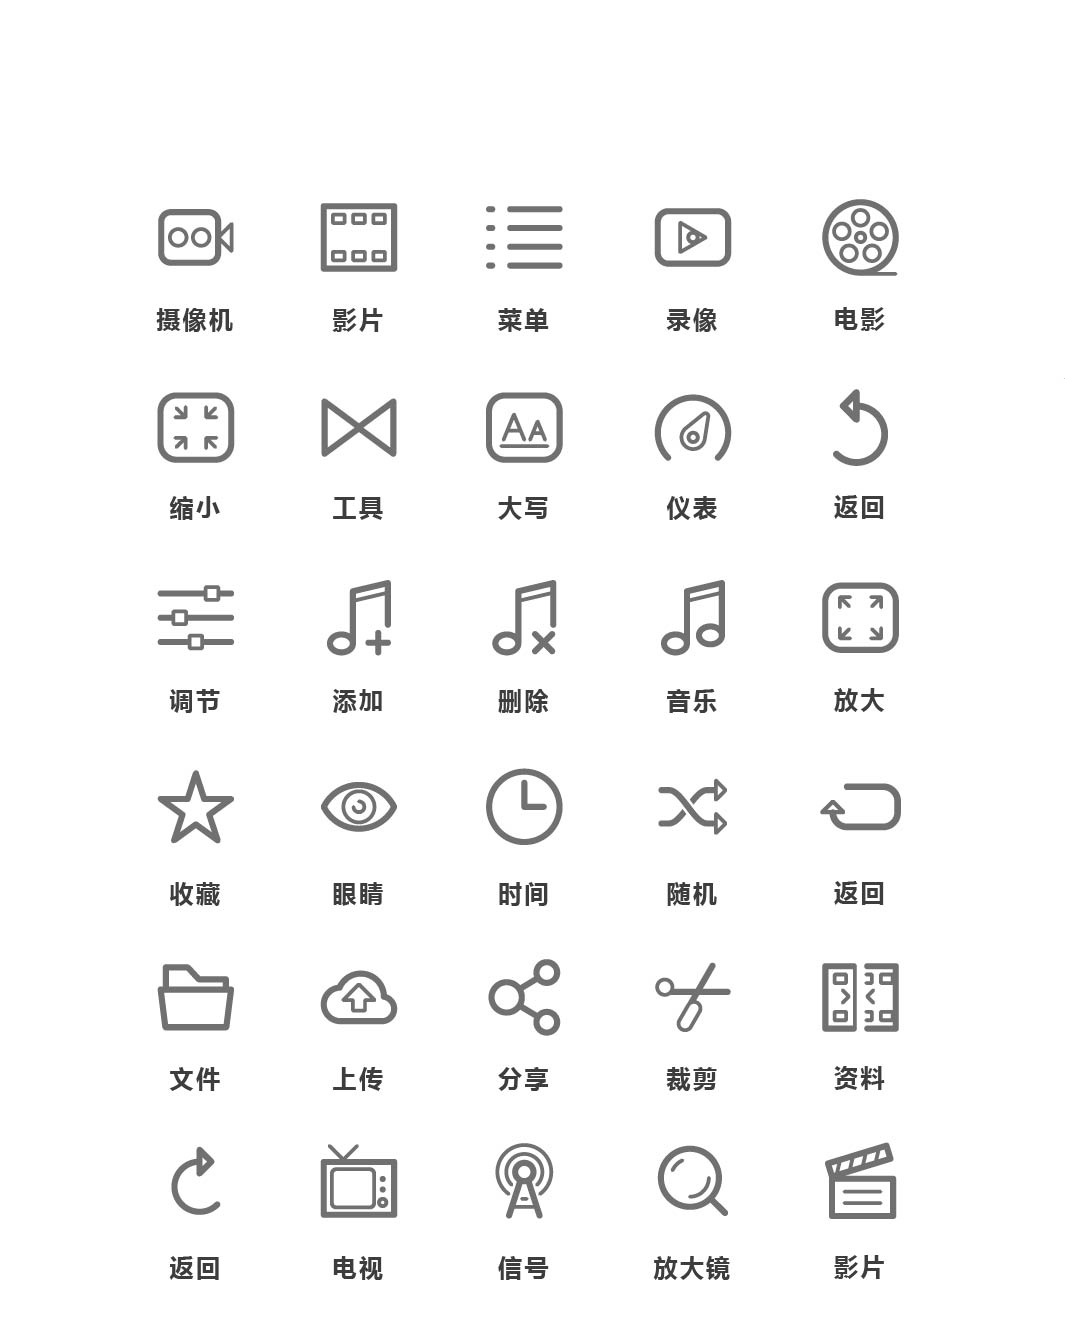 摄像机
影片
菜单
录像
电影
AA
缩小
工具
大写
仪表
返回
调节
添加
删除
音乐
放大
收藏
眼睛
时间
随机
返回
文件
上传
分享
裁剪
资料
返回
电视
信号
放大镜
影片